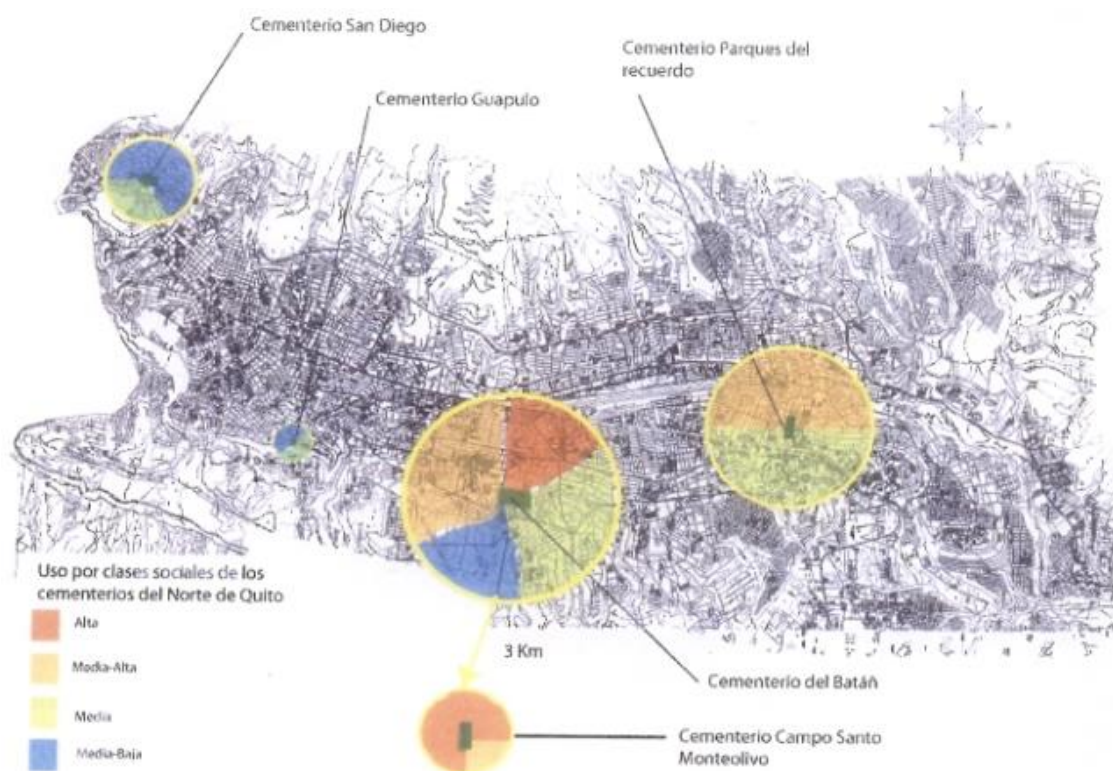 Cementerio San Diego
Cementerio Parques del
recuerdo
Cementerio Guapulo
Uso por clases sociales de los
cementerios del Norte de Quito
Alta
Media-Alta
Media
Media-Baja
3 Km
Cementerio del Batáñ
Cementerio Campo Santo
Monteolivo